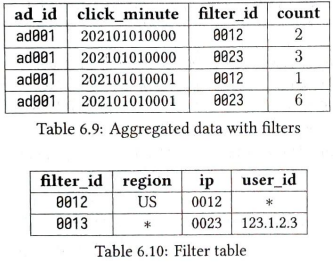 ad_id click_minute filter_id count
ad001 202101010000 0012 2
ad001 202101010000 0023 3
ad001 202101010001 0012 1
ad001 202101010001 0023 6
Table 6.9: Aggregated data with filters
filter_id region ip user_id
0012 US 0012 *
0013 * 0023 123.1.2.3
Table 6.10: Filter table